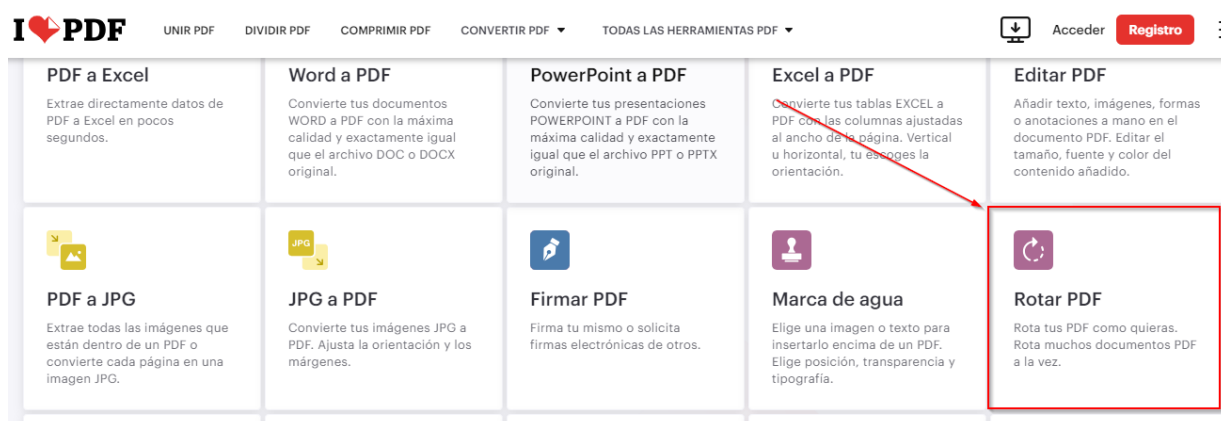 I PDF
UNIR PDF
DIVIDIR PDF
COMPRIMIR PDF
CONVERTIR PDF
TODAS LAS HERRAMIENTAS PDF
Acceder
Registro
PDF a Excel
Extrae directamente datos de
PDF a Excel en pocos
segundos.
Word a PDF
Convierte tus documentos
WORD a PDF con la máxima
calidad y exactamente igual
que el archivo DOC o DOCX
original.
PowerPoint a PDF
Convierte tus presentaciones
POWERPOINT a PDF con la
máxima calidad y exactamente
igual que el archivo PPT o PPTX
original.
Excel a PDF
Convierte tus tablas EXCEL a
PDF con las columnas ajustadas
al ancho de la página. Vertical
u horizontal, tu escoges la
orientación.
Editar PDF
Añadir texto, imágenes, formas
o anotaciones a mano en el
documento PDF. Editar el
tamaño, fuente y color del
contenido añadido.
PDF a JPG
Extrae todas las imágenes que
están dentro de un PDF o
convierte cada página en una
imagen JPG.
JPG
JPG a PDF
Convierte tus imágenes JPG a
PDF. Ajusta la orientación y los
márgenes.
Firmar PDF
Firma tu mismo o solicita
firmas electrónicas de otros.
Marca de agua
Elige una imagen o texto para
insertarlo encima de un PDF.
Elige posición, transparencia y
tipografía.
Rotar PDF
Rota tus PDF como quieras.
Rota muchos documentos PDF
a la vez.